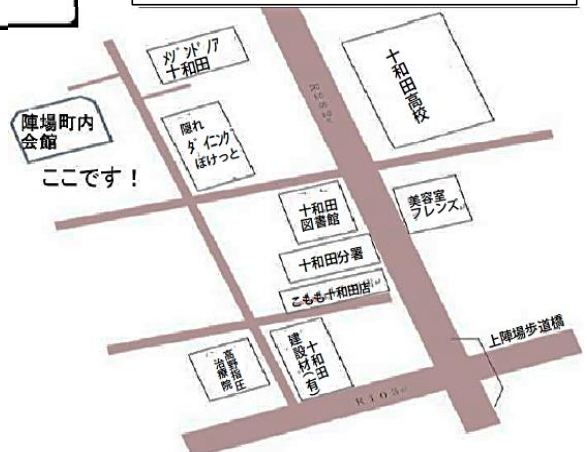 メゾンドノア
十和田
十和田高校
陣場町内
会館
ここです！
隠れ
ダイニング
ぽけっと
十和田
図書館
美容室
フレンズ
十和田分署
こもも十和田店
上陣場歩道橋
高野指圧
治療院
十和田
建設材(有)
R103